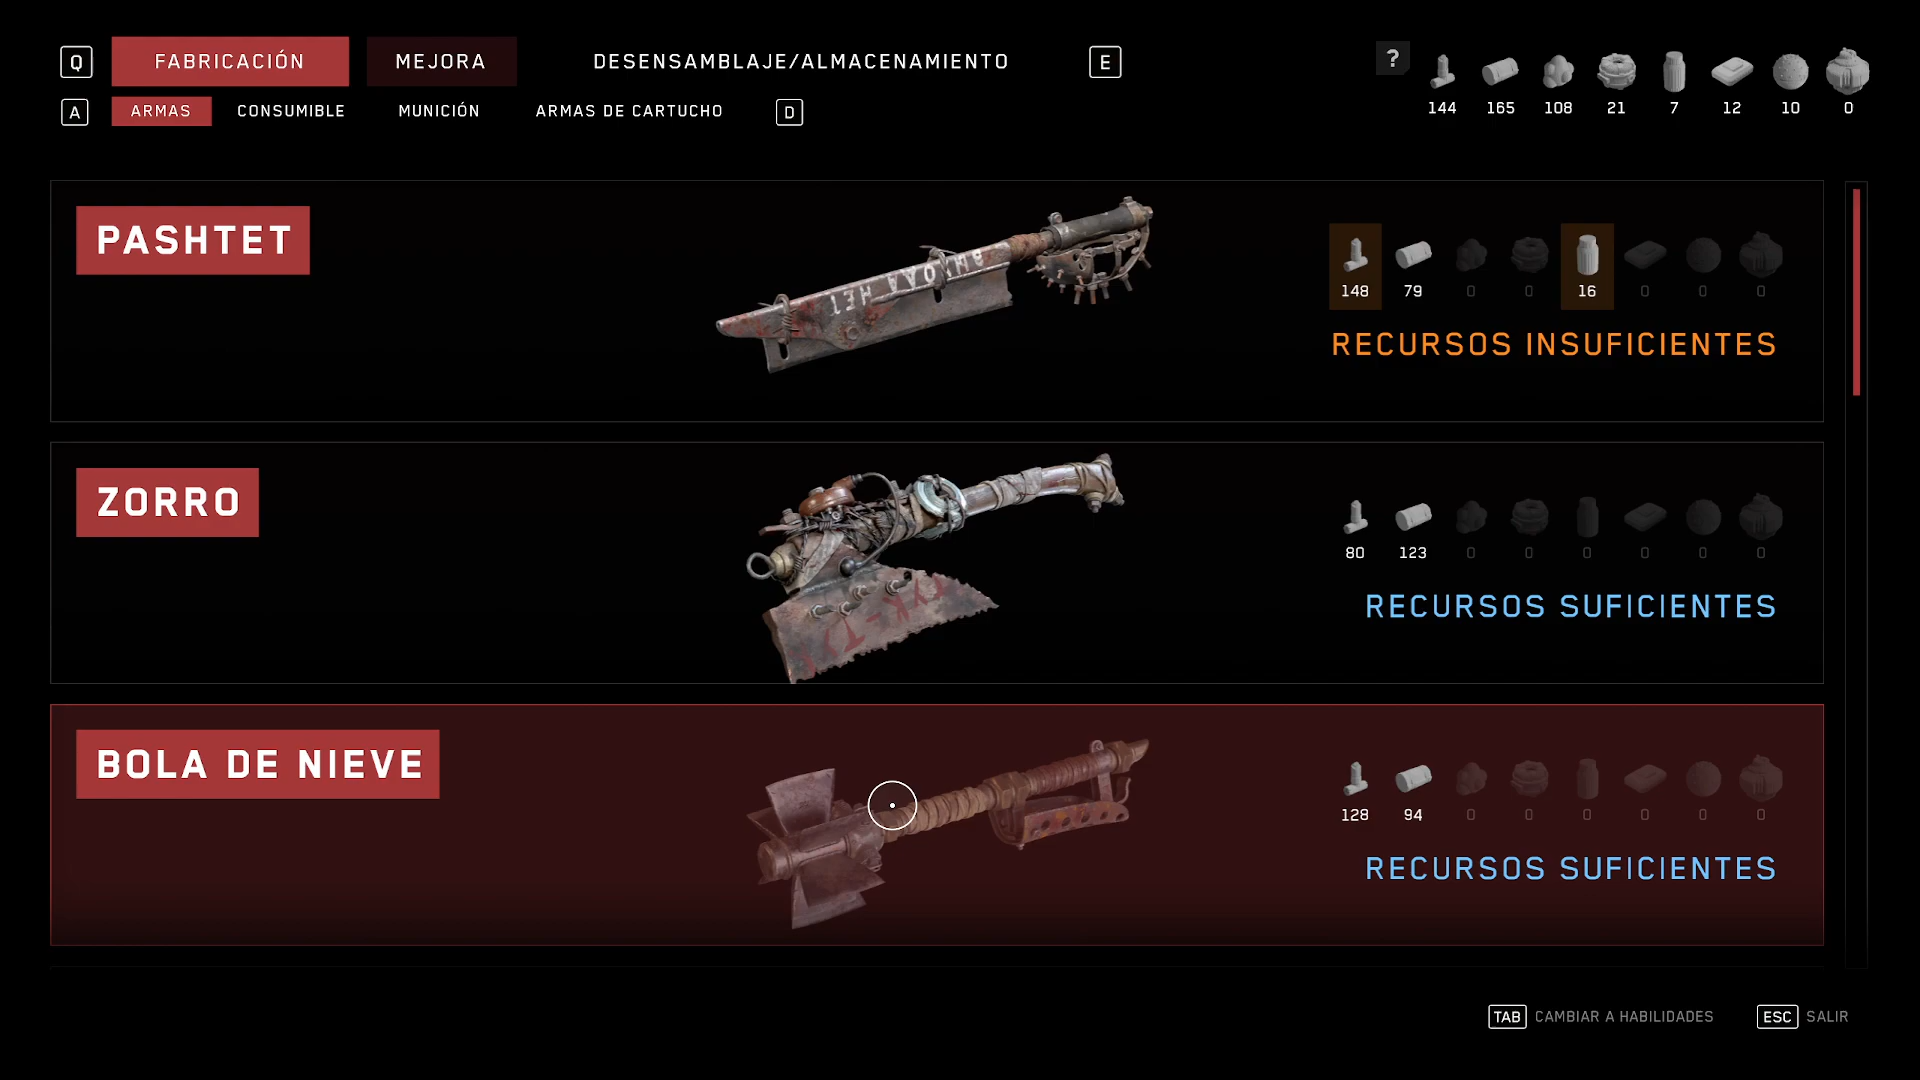 Q FABRICACIÓN MEJORA DESENSAMBLAJE/ALMACENAMIENTO E
A ARMAS CONSUMIBLE MUNICIÓN ARMAS DE CARTUCHO D
?
144 165 108 21 7 12 10 0
PASHTET
148 79 0 0 16 0 0 0
RECURSOS INSUFICIENTES
ZORRO
80 123 0 0 0 0 0 0
RECURSOS SUFICIENTES
BOLA DE NIEVE
128 94 0 0 0 0 0 0
RECURSOS SUFICIENTES
TAB CAMBIAR A HABILIDADES ESC SALIR